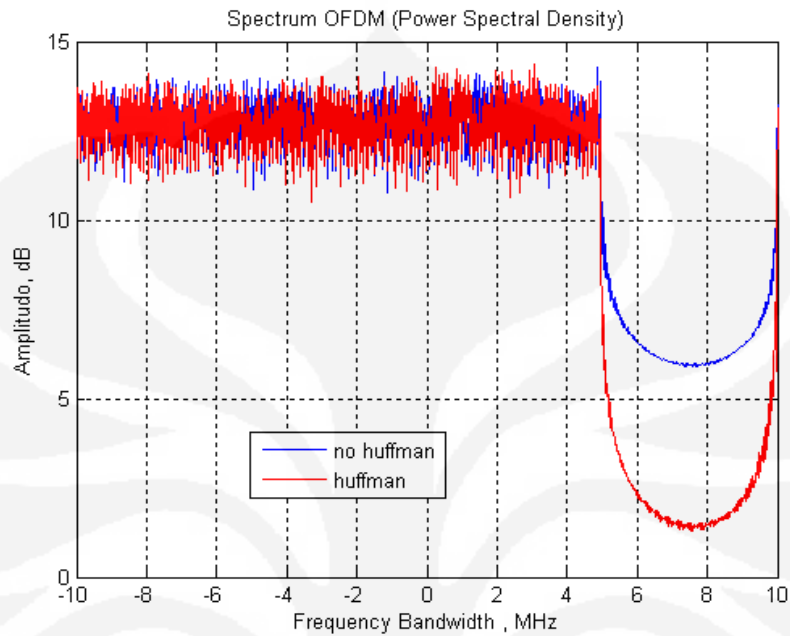 Spectrum OFDM (Power Spectral Density)
15
10
5
0
Amplitudo, dB
no huffman
huffman
-10 -8 -6 -4 -2 0 2 4 6 8 10
Frequency Bandwidth , MHz